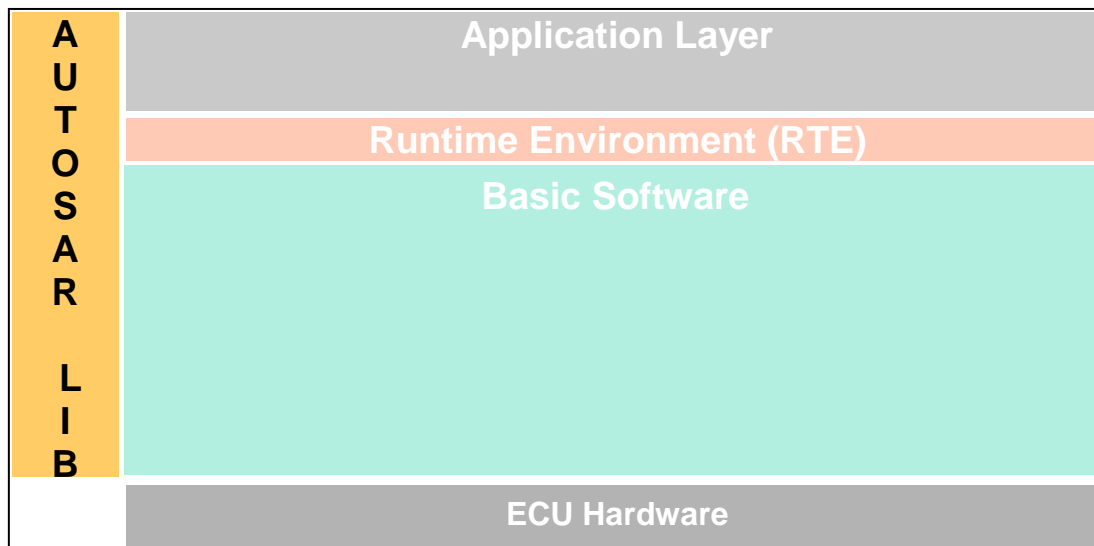 A
U
T
O
S
A
R
L
I
B
Application Layer
Runtime Environment (RTE)
Basic Software
ECU Hardware